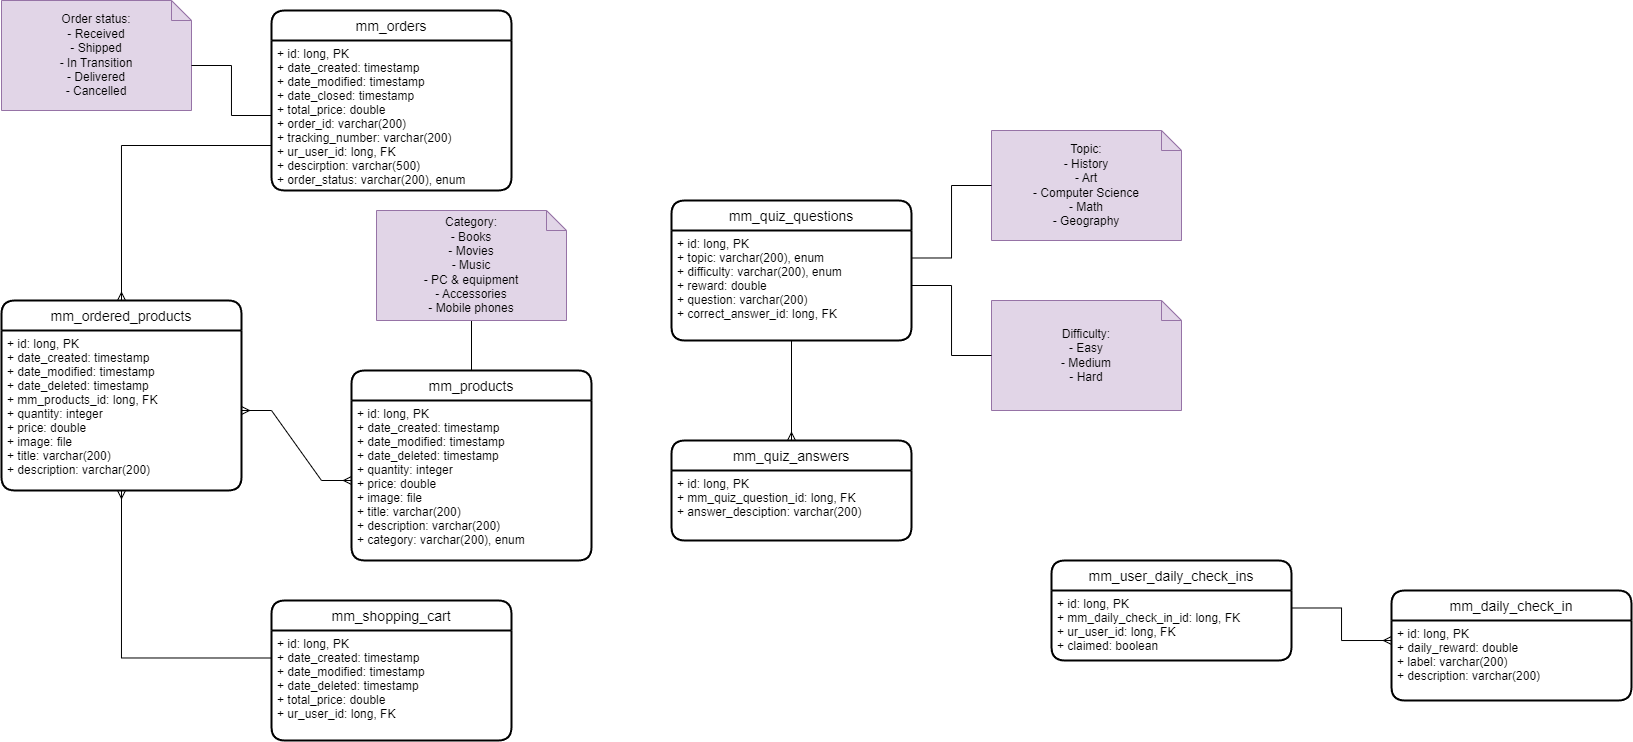 Order status:
- Received
- Shipped
- In Transition
- Delivered
- Cancelled
mm_orders
+ id: long, PK
+ date_created: timestamp
+ date_modified: timestamp
+ date_closed: timestamp
+ total_price: double
+ order_id: varchar(200)
+ tracking_number: varchar(200)
+ ur_user_id: long, FK
+ descirption: varchar(500)
+ order_status: varchar(200), enum
Category:
- Books
- Movies
- Music
- PC & equipment
- Accessories
- Mobile phones
mm_ordered_products
+ id: long, PK
+ date_created: timestamp
+ date_modified: timestamp
+ date_deleted: timestamp
+ mm_products_id: long, FK
+ quantity: integer
+ price: double
+ image: file
+ title: varchar(200)
+ description: varchar(200)
mm_products
+ id: long, PK
+ date_created: timestamp
+ date_modified: timestamp
+ date_deleted: timestamp
+ quantity: integer
+ price: double
+ image: file
+ title: varchar(200)
+ description: varchar(200)
+ category: varchar(200), enum
mm_shopping_cart
+ id: long, PK
+ date_created: timestamp
+ date_modified: timestamp
+ date_deleted: timestamp
+ total_price: double
+ ur_user_id: long, FK
mm_quiz_questions
+ id: long, PK
+ topic: varchar(200), enum
+ difficulty: varchar(200), enum
+ reward: double
+ question: varchar(200)
+ correct_answer_id: long, FK
Topic:
- History
- Art
- Computer Science
- Math
- Geography
Difficulty:
- Easy
- Medium
- Hard
mm_quiz_answers
+ id: long, PK
+ mm_quiz_question_id: long, FK
+ answer_desciption: varchar(200)
mm_user_daily_check_ins
+ id: long, PK
+ mm_daily_check_in_id: long, FK
+ ur_user_id: long, FK
+ claimed: boolean
mm_daily_check_in
+ id: long, PK
+ daily_reward: double
+ label: varchar(200)
+ description: varchar(200)